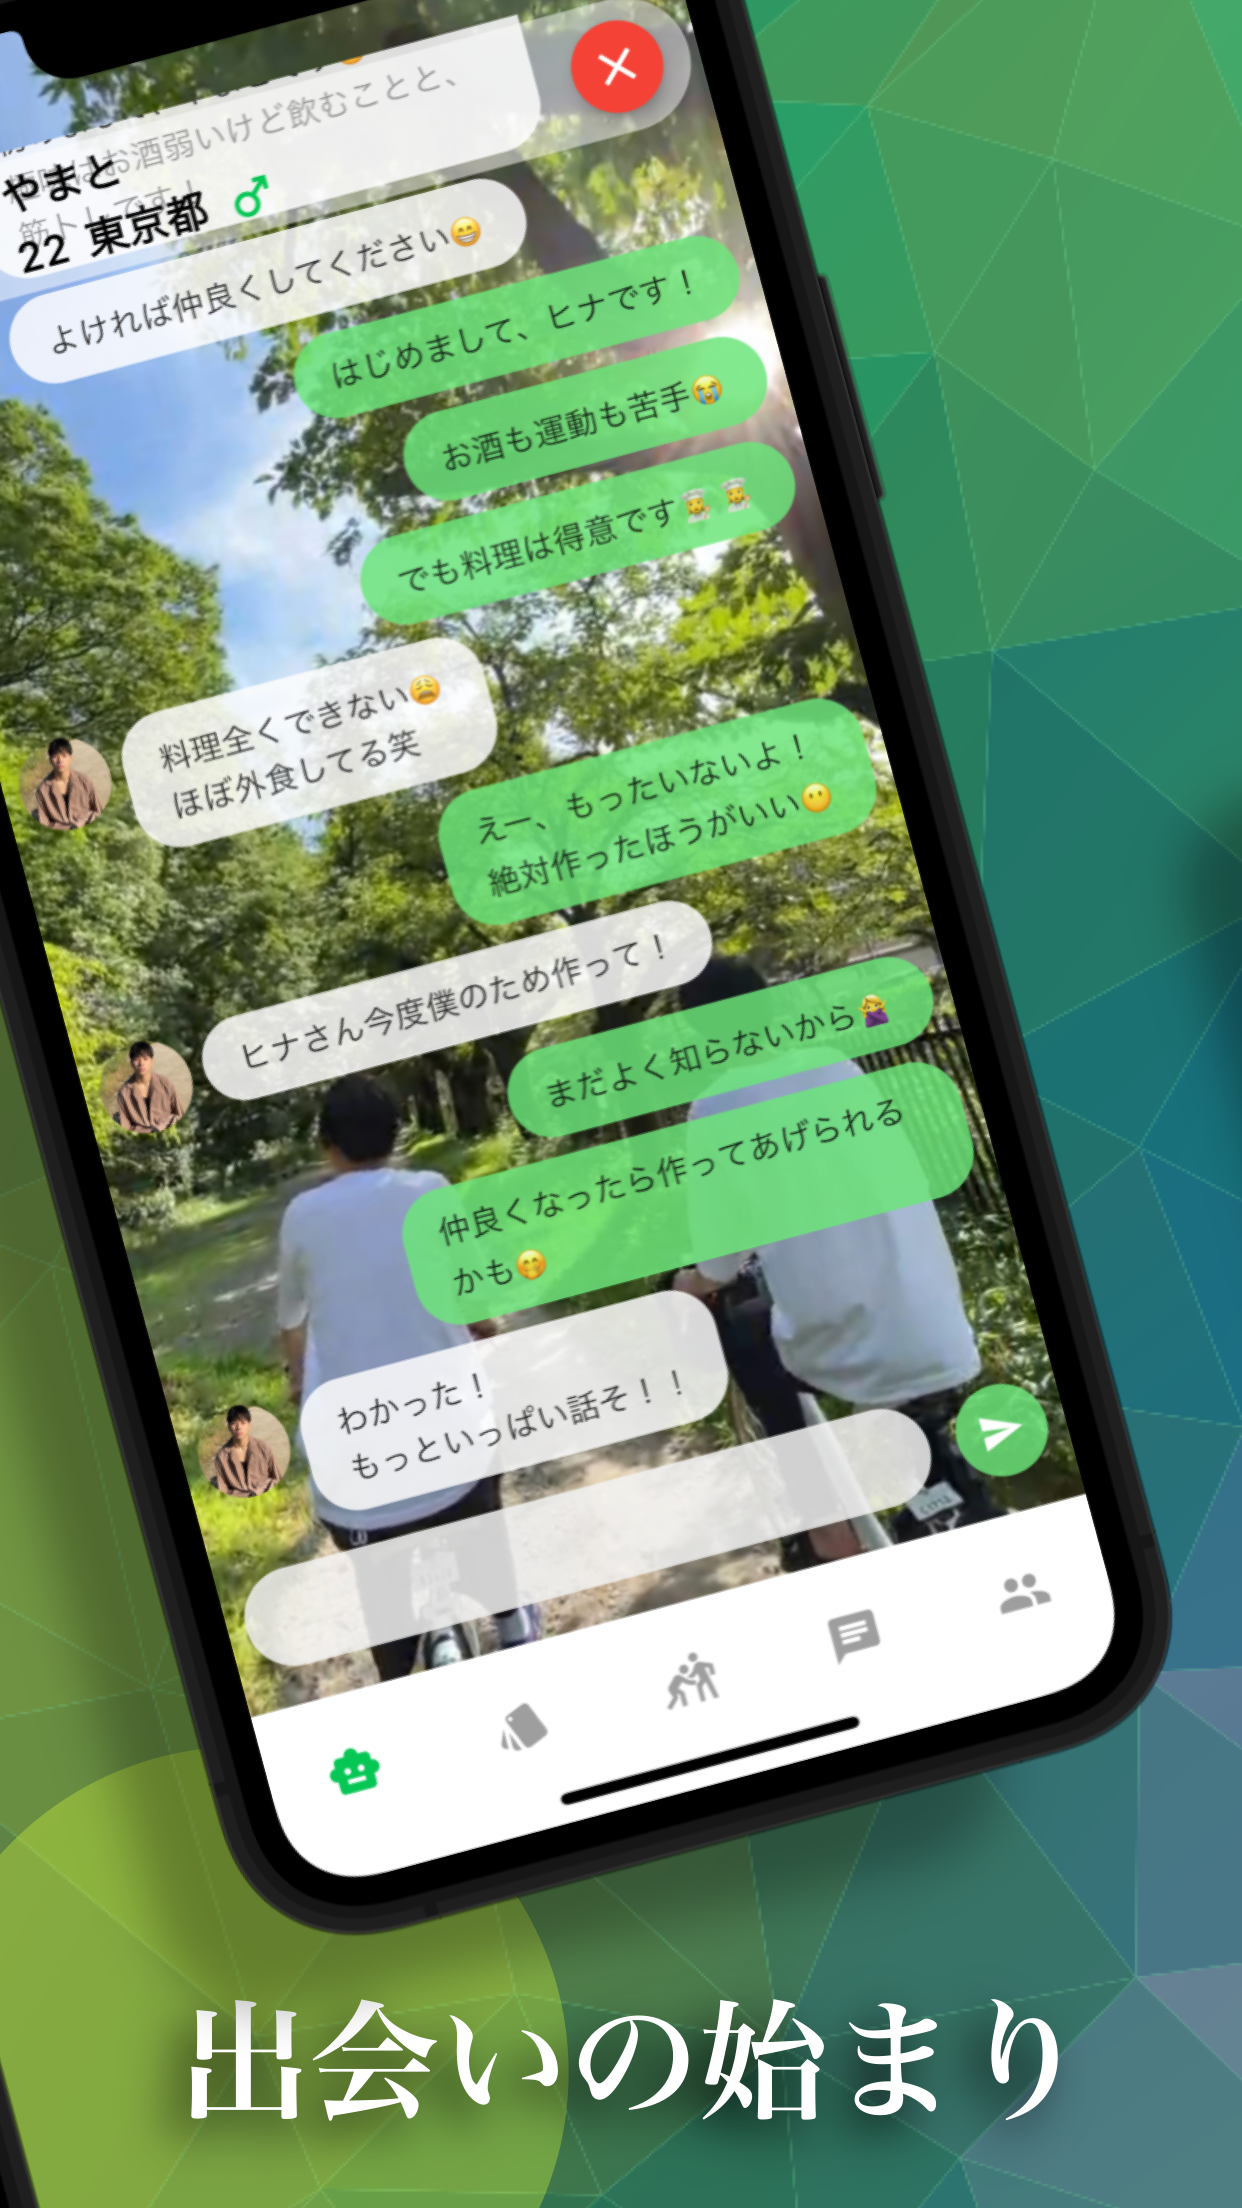 お酒弱いけど飲むことと、
筋トレです！
やまと
22 東京都
よければ仲良くしてください😁
はじめまして、ヒナです！
お酒も運動も苦手😭
でも料理は得意です👩‍🍳👩‍🍳
料理全くできない😩
ほぼ外食してる笑
えー、もったいないよ！
絶対作ったほうがいい😶
ヒナさん今度僕のため作って！
まだよく知らないから🙅‍♀️
仲良くなったら作ってあげられる
かも🤭
わかった！
もっといっぱい話そ！！
出会いの始まり